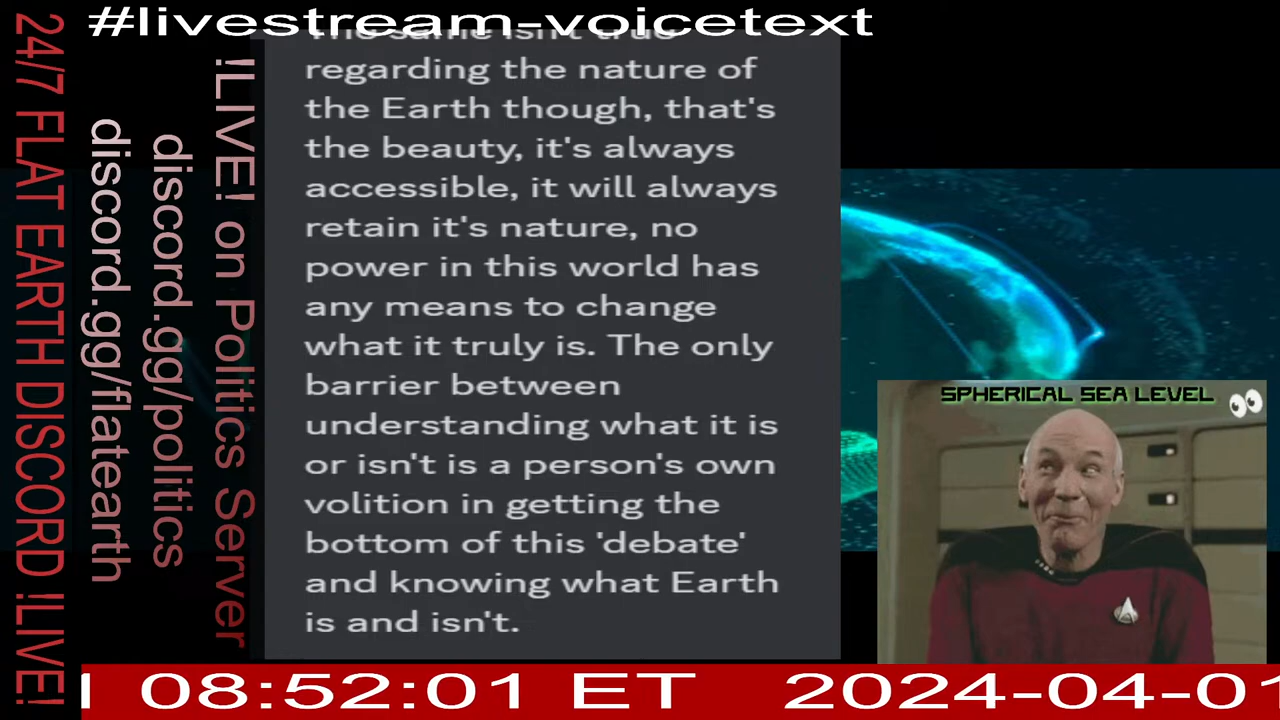 #livestream-voicetext
24/7 FLAT EARTH DISCORD !LIVE!
discord.gg/flatearth
discord.gg/politics
!LIVE! on Politics Server
The same isn't true
regarding the nature of
the Earth though, that's
the beauty, it's always
accessible, it will always
retain it's nature, no
power in this world has
any means to change
what it truly is. The only
barrier between
understanding what it is
or isn't is a person's own
volition in getting the
bottom of this 'debate'
and knowing what Earth
is and isn't.
SPHERICAL SEA LEVEL 👀
08:52:01 ET 2024-04-01